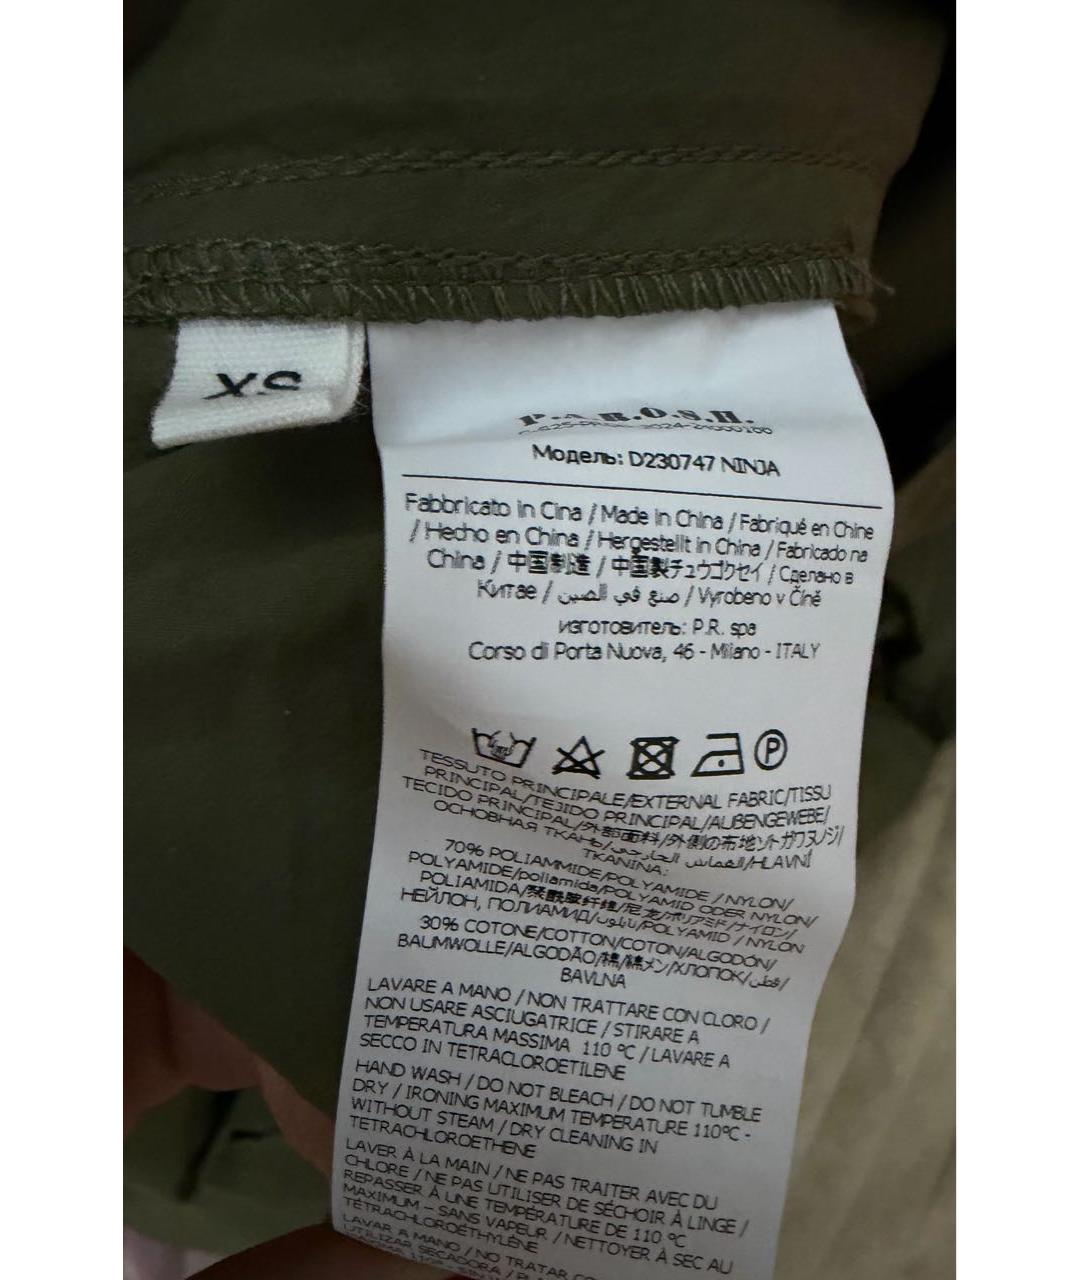 XS
P.A.R.O.S.H.
Модель: D230747 NINJA
Fabbricato in Cina / Made in China / Fabriqué en Chine
/ Hecho en China / Hergestellt in China / Fabricado na
China / 中国制造 / 中国製チュウゴクセイ / Сделано в
Китае / صنع في الصين / Vyrobeno v Číně
изготовитель: P.R. spa
Corso di Porta Nuova, 46 - Milano - ITALY
P
TESSUTO PRINCIPALE/EXTERNAL FABRIC/TISSU
PRINCIPAL/TEJIDO PRINCIPAL/AUßENGEWEBE/
TECIDO PRINCIPAL/外部面料/外側の布地ソトガワヌノジ/
ОСНОВНАЯ ТКАНЬ/القماش الخارجي/HLAVNÍ
TKANINA:
70% POLIAMMIDE/POLYAMIDE / NYLON/
POLYAMIDE/poliamida/POLYAMID ODER NYLON/
POLIAMIDA/聚酰胺纤维/尼龙/ポリアミド/ナイロン/
НЕЙЛОН, ПОЛИАМИД/نايلون/POLYAMID / NYLON
30% COTONE/COTTON/COTON/ALGODÓN/
BAUMWOLLE/ALGODÃO/棉/綿メン/ХЛОПОК/قطن/
BAVLNA
LAVARE A MANO / NON TRATTARE CON CLORO /
NON USARE ASCIUGATRICE / STIRARE A
TEMPERATURA MASSIMA 110 °C / LAVARE A
SECCO IN TETRACLOROETILENE
HAND WASH / DO NOT BLEACH / DO NOT TUMBLE
DRY / IRONING MAXIMUM TEMPERATURE 110°C -
WITHOUT STEAM / DRY CLEANING IN
TETRACHLOROETHENE
LAVER À LA MAIN / NE PAS TRAITER AVEC DU
CHLORE / NE PAS UTILISER DE SÉCHOIR À LINGE /
REPASSER À UNE TEMPÉRATURE DE 110 °C
MAXIMUM – SANS VAPEUR / NETTOYER À SEC AU
TÉTRACHLOROÉTHYLÈNE
LAVAR A MANO / NO TRATAR
UTILIZAR SECADORA